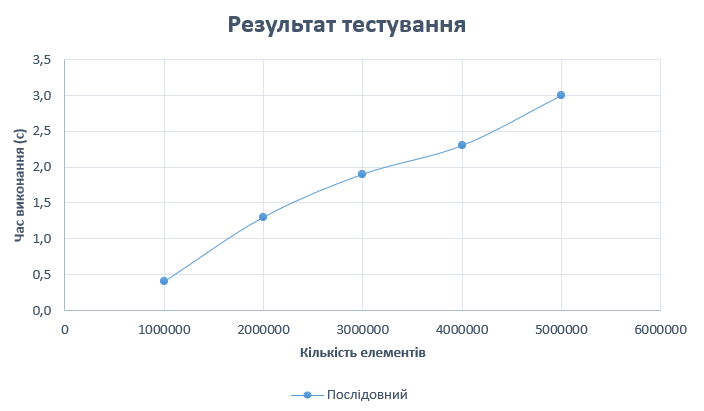 Результат тестування
3,5
3,0
2,5
2,0
1,5
1,0
0,5
0,0
Час виконання (с)
0 1000000 2000000 3000000 4000000 5000000 6000000
Кількість елементів
Послідовний